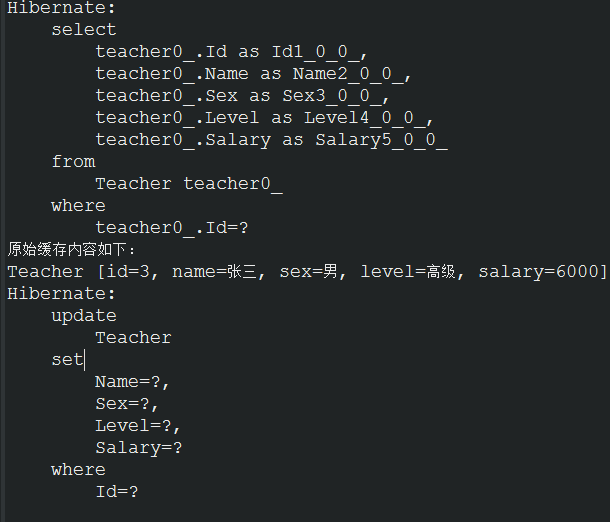 Hibernate:
    select
        teacher0_.Id as Id1_0_0_,
        teacher0_.Name as Name2_0_0_,
        teacher0_.Sex as Sex3_0_0_,
        teacher0_.Level as Level4_0_0_,
        teacher0_.Salary as Salary5_0_0_
    from
        Teacher teacher0_
    where
        teacher0_.Id=?
原始缓存内容如下:
Teacher [id=3, name=张三, sex=男, level=高级, salary=6000]
Hibernate:
    update
        Teacher
    set
        Name=?,
        Sex=?,
        Level=?,
        Salary=?
    where
        Id=?